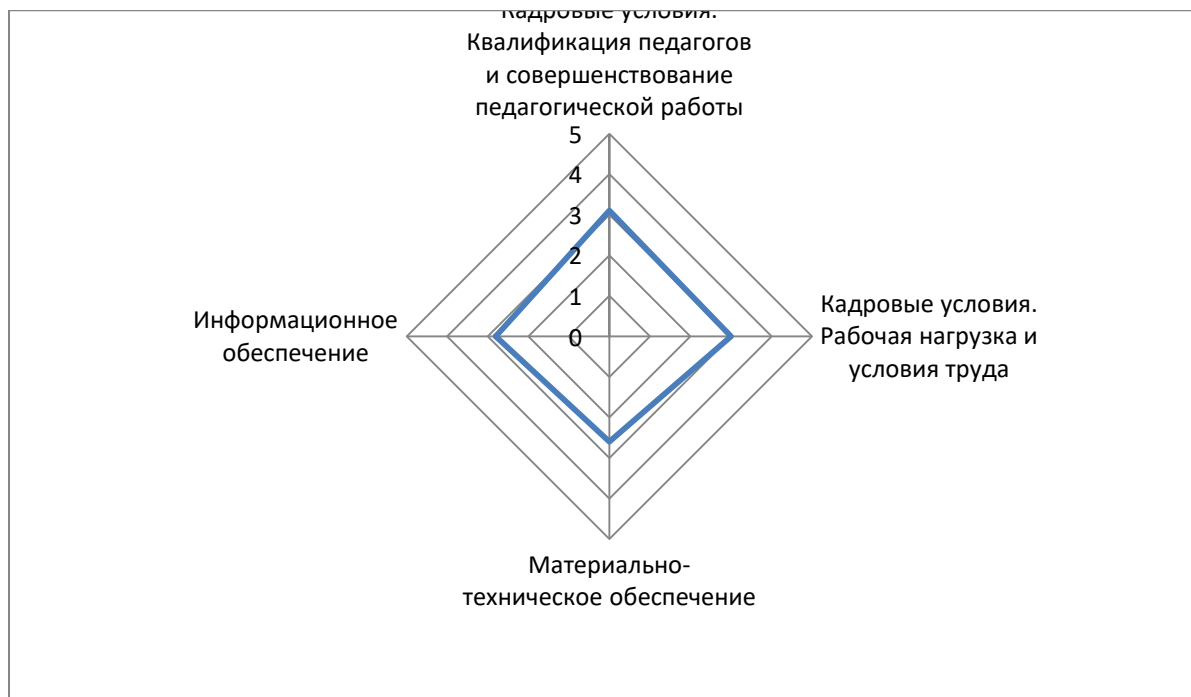 Кадровые условия.
Квалификация педагогов
и совершенствование
педагогической работы
5
4
3
2
1
0
Кадровые условия.
Рабочая нагрузка и
условия труда
Информационное
обеспечение
Материально-
техническое обеспечение